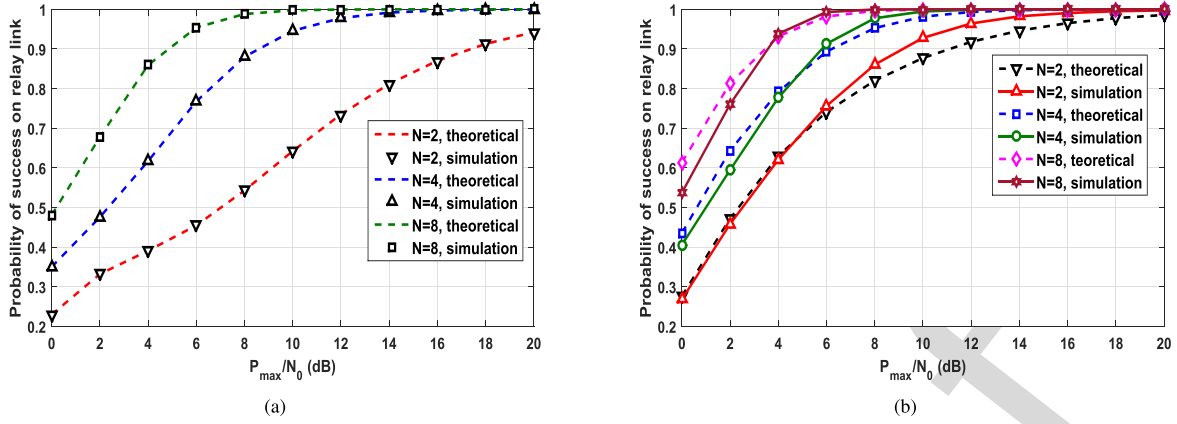 Probability of success on relay link
1
0.9
0.8
0.7
0.6
0.5
0.4
0.3
0.2
0 2 4 6 8 10 12 14 16 18 20
P_max/N_0 (dB)
N=2, theoretical
N=2, simulation
N=4, theoretical
N=4, simulation
N=8, theoretical
N=8, simulation
(a)
Probability of success on relay link
1
0.9
0.8
0.7
0.6
0.5
0.4
0.3
0.2
0 2 4 6 8 10 12 14 16 18 20
P_max/N_0 (dB)
N=2, theoretical
N=2, simulation
N=4, theoretical
N=4, simulation
N=8, teoretical
N=8, simulation
(b)